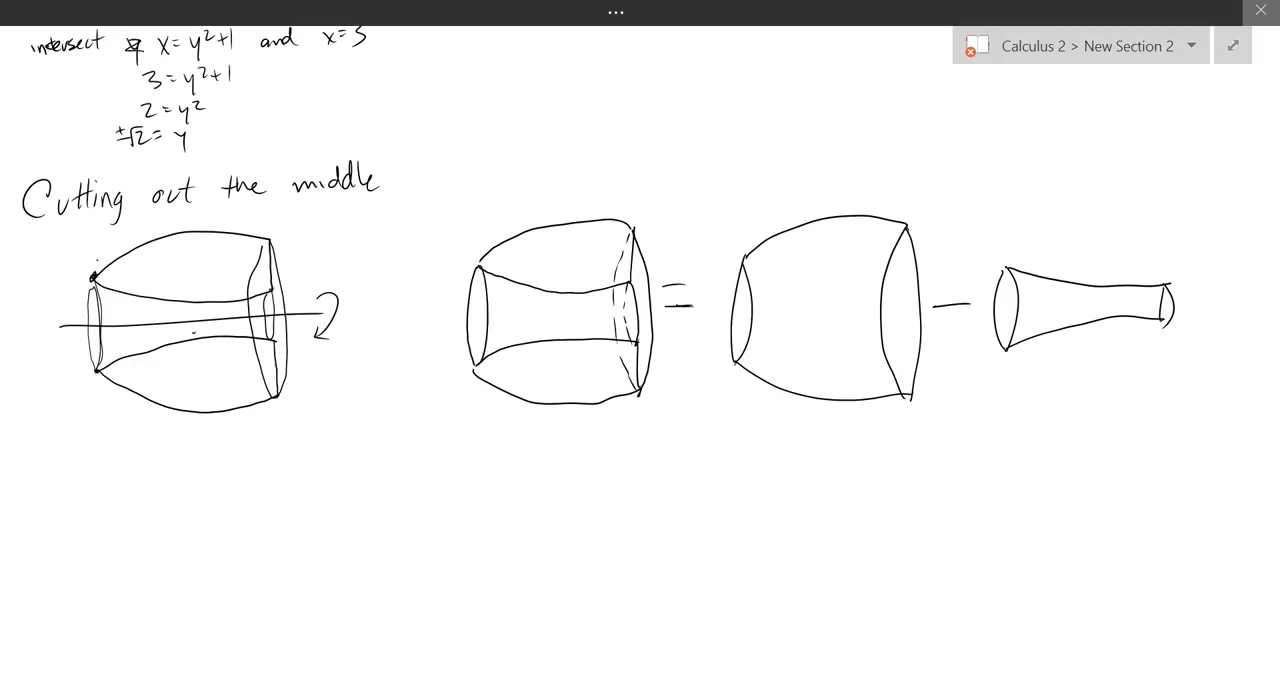 Calculus 2 > New Section 2
intersect x = y²+1 and x=3
3 = y²+1
2 = y²
±√2 = y
Cutting out the middle
= −